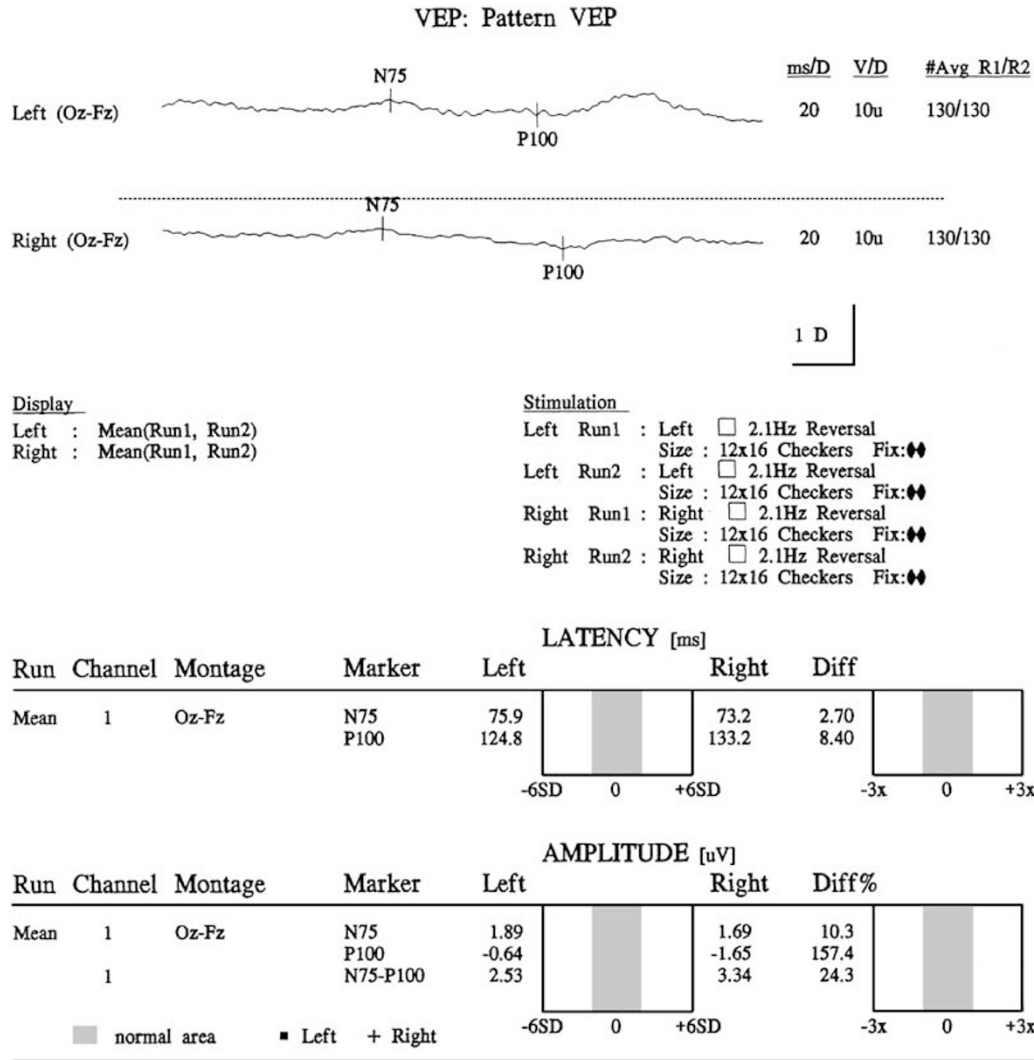 VEP: Pattern VEP
ms/D V/D #Avg R1/R2
N75
Left (Oz-Fz) 20 10u 130/130
P100
N75
Right (Oz-Fz) 20 10u 130/130
P100
1 D
Display
Left : Mean(Run1, Run2)
Right : Mean(Run1, Run2)
Stimulation
Left Run1 : Left □ 2.1Hz Reversal
Size : 12x16 Checkers Fix:♦♦
Left Run2 : Left □ 2.1Hz Reversal
Size : 12x16 Checkers Fix:♦♦
Right Run1 : Right □ 2.1Hz Reversal
Size : 12x16 Checkers Fix:♦♦
Right Run2 : Right □ 2.1Hz Reversal
Size : 12x16 Checkers Fix:♦♦
LATENCY [ms]
Run Channel Montage Marker Left Right Diff
Mean 1 Oz-Fz N75 75.9 73.2 2.70
P100 124.8 133.2 8.40
-6SD 0 +6SD -3x 0 +3x
AMPLITUDE [uV]
Run Channel Montage Marker Left Right Diff%
Mean 1 Oz-Fz N75 1.89 1.69 10.3
P100 -0.64 -1.65 157.4
1 N75-P100 2.53 3.34 24.3
-6SD 0 +6SD -3x 0 +3x
normal area ▪ Left + Right